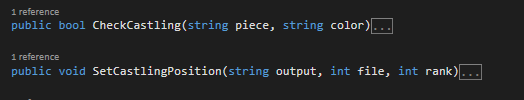 1 reference
public bool CheckCastling(string piece, string color)...
1 reference
public void SetCastlingPosition(string output, int file, int rank)...